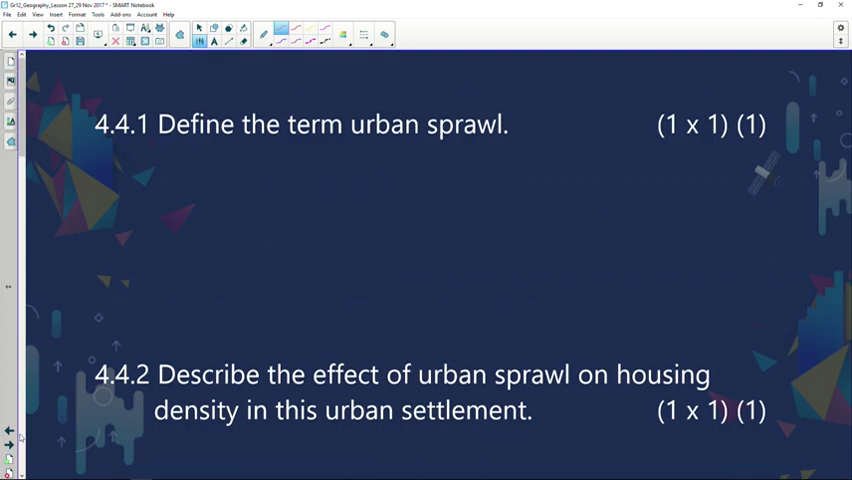 Gr12_Geography_Lesson 27_29 Nov 2017 * - SMART Notebook
File Edit View Insert Format Tools Add-ons Account Help
4.4.1 Define the term urban sprawl. (1 x 1) (1)
4.4.2 Describe the effect of urban sprawl on housing
density in this urban settlement. (1 x 1) (1)